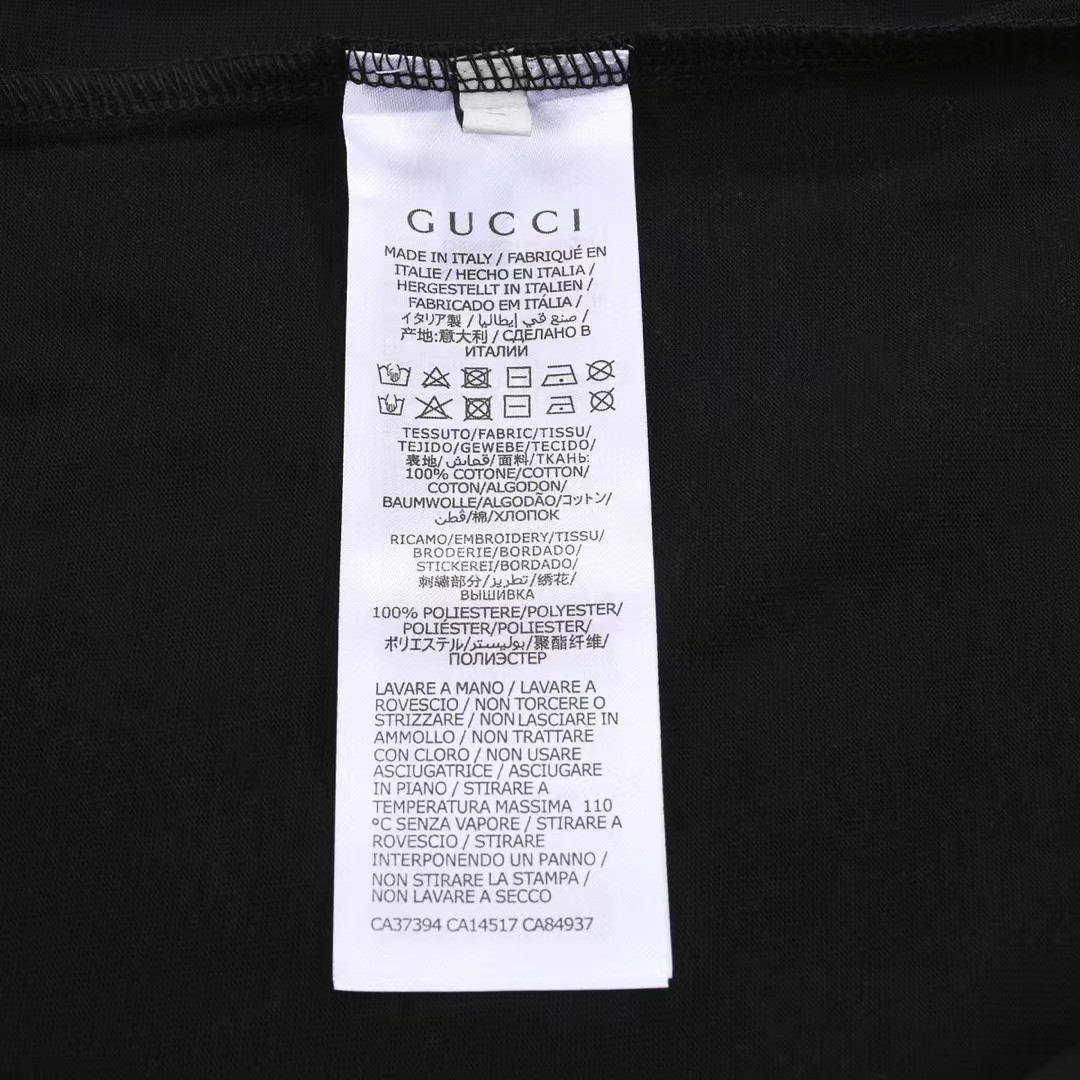 GUCCI
MADE IN ITALY / FABRIQUÉ EN
ITALIE / HECHO EN ITALIA /
HERGESTELLT IN ITALIEN /
FABRICADO EM ITÁLIA /
イタリア製 / صنع في إيطاليا /
产地:意大利 / СДЕЛАНО В
ИТАЛИИ
TESSUTO/FABRIC/TISSU/
TEJIDO/GEWEBE/TECIDO/
表地/قماش/面料/ТКАНЬ:
100% COTONE/COTTON/
COTON/ALGODON/
BAUMWOLLE/ALGODÃO/コットン/
قطن/棉/ХЛОПОК
RICAMO/EMBROIDERY/TISSU/
BRODERIE/BORDADO/
STICKEREI/BORDADO/
刺繍部分/تطريز/绣花/
ВЫШИВКА
100% POLIESTERE/POLYESTER/
POLIÉSTER/POLIESTER/
ポリエステル/بوليستر/聚酯纤维/
ПОЛИЭСТЕР
LAVARE A MANO / LAVARE A
ROVESCIO / NON TORCERE O
STRIZZARE / NON LASCIARE IN
AMMOLLO / NON TRATTARE
CON CLORO / NON USARE
ASCIUGATRICE / ASCIUGARE
IN PIANO / STIRARE A
TEMPERATURA MASSIMA 110
°C SENZA VAPORE / STIRARE A
ROVESCIO / STIRARE
INTERPONENDO UN PANNO /
NON STIRARE LA STAMPA /
NON LAVARE A SECCO
CA37394 CA14517 CA84937